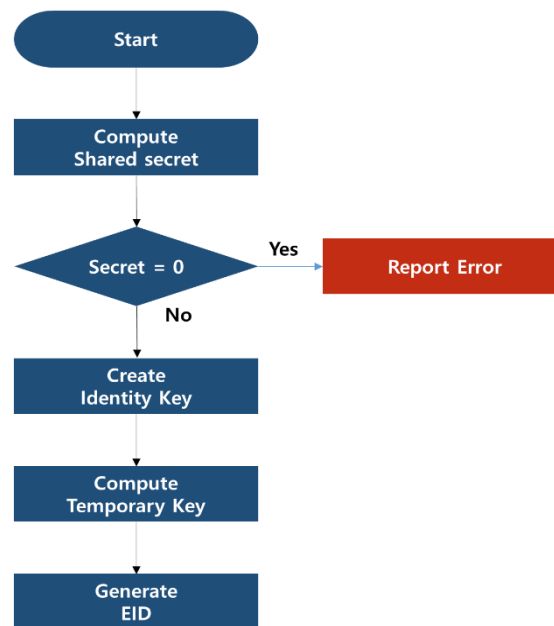 Start
Compute
Shared secret
Secret = 0
Yes
Report Error
No
Create
Identity Key
Compute
Temporary Key
Generate
EID